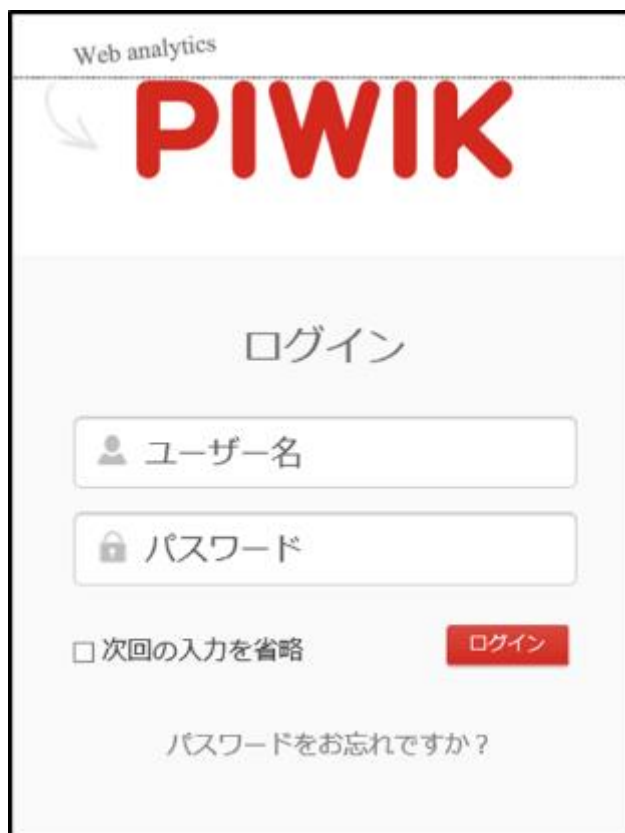 Web analytics
PIWIK
ログイン
ユーザー名
パスワード
次回の入力を省略
ログイン
パスワードをお忘れですか？